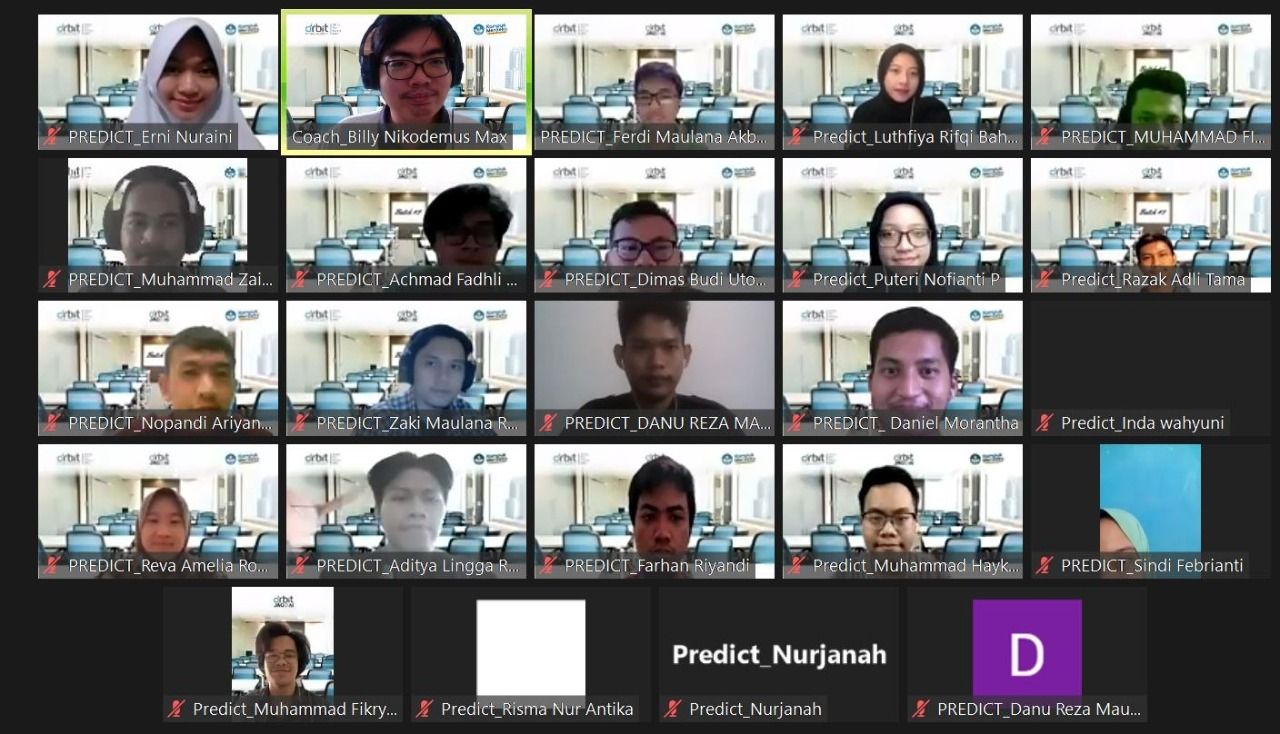 PREDICT_Erni Nuraini
Coach_Billy Nikodemus Max
PREDICT_Ferdi Maulana Akb...
Predict_Luthfiya Rifqi Bah...
PREDICT_MUHAMMAD FI...
PREDICT_Muhammad Zai...
PREDICT_Achmad Fadhli ...
PREDICT_Dimas Budi Uto...
Predict_Puteri Nofianti P
Predict_Razak Adli Tama
PREDICT_Nopandi Ariyan...
PREDICT_Zaki Maulana R...
PREDICT_DANU REZA MA...
PREDICT_ Daniel Morantha
Predict_Inda wahyuni
PREDICT_Reva Amelia Ro...
PREDICT_Aditya Lingga R...
PREDICT_Farhan Riyandi
Predict_Muhammad Hayk...
PREDICT_Sindi Febrianti
Predict_Muhammad Fikry...
Predict_Risma Nur Antika
Predict_Nurjanah
Predict_Nurjanah
D
PREDICT_Danu Reza Mau...